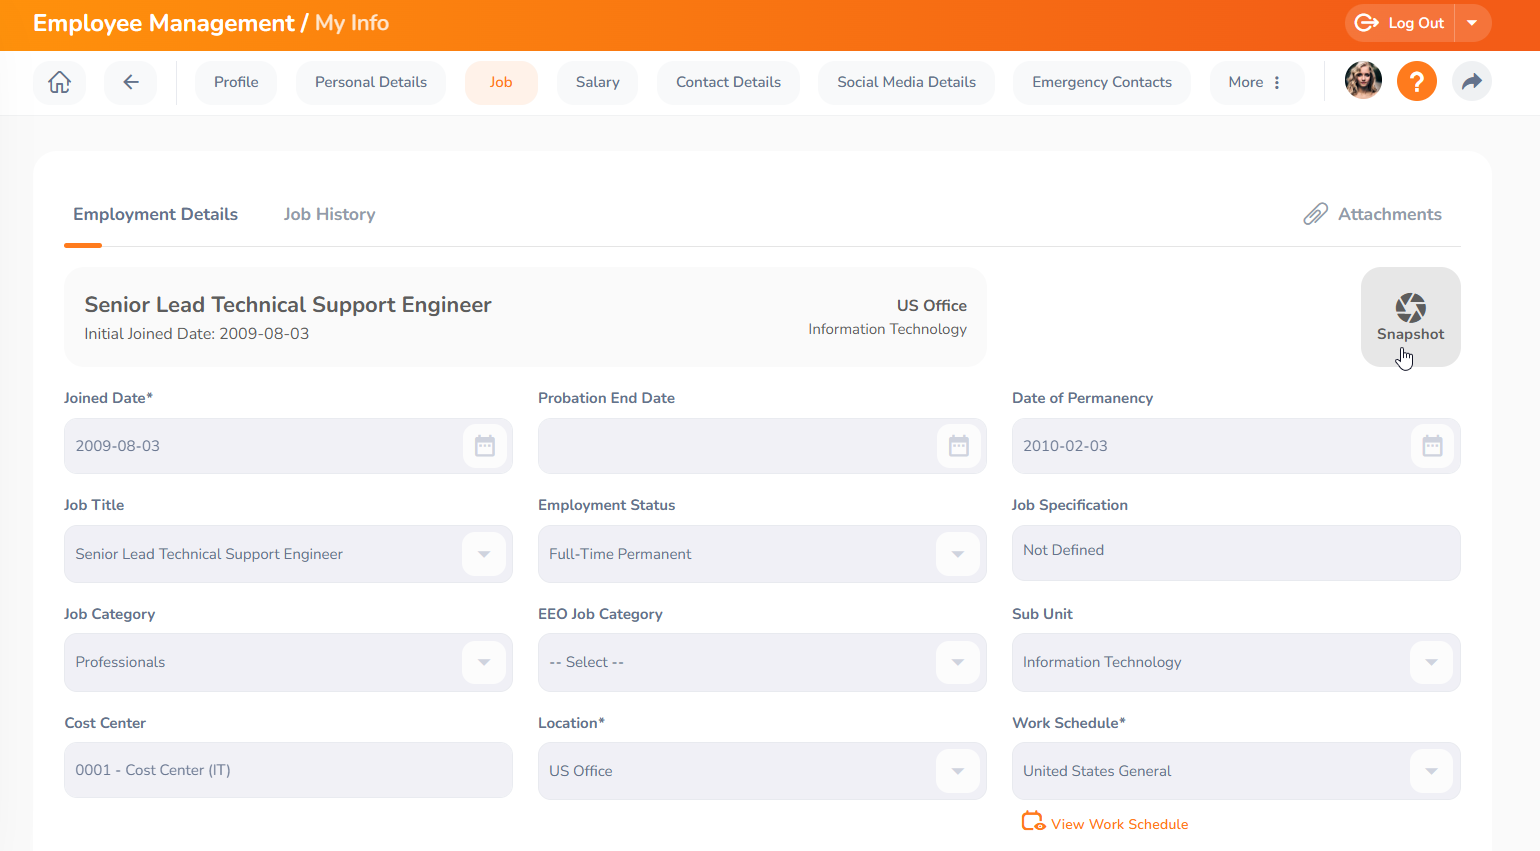 Employee Management / My Info
Log Out
Profile
Personal Details
Job
Salary
Contact Details
Social Media Details
Emergency Contacts
More
?
Employment Details
Job History
Attachments
Senior Lead Technical Support Engineer
Initial Joined Date: 2009-08-03
US Office
Information Technology
Snapshot
Joined Date*
Probation End Date
Date of Permanency
2009-08-03
2010-02-03
Job Title
Employment Status
Job Specification
Senior Lead Technical Support Engineer
Full-Time Permanent
Not Defined
Job Category
EEO Job Category
Sub Unit
Professionals
-- Select --
Information Technology
Cost Center
Location*
Work Schedule*
0001 - Cost Center (IT)
US Office
United States General
View Work Schedule